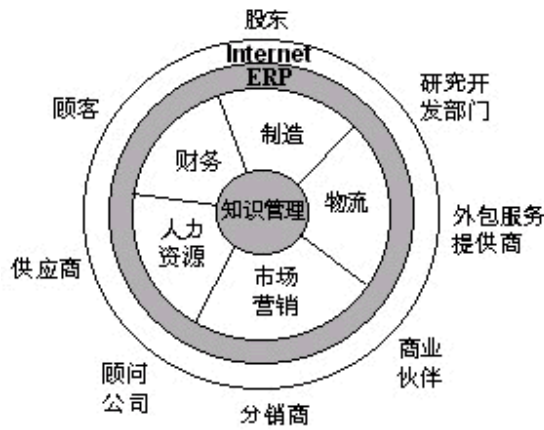 股东
Internet
ERP
研究开
发部门
顾客
制造
财务
知识管理
物流
外包服务
提供商
人力
资源
供应商
市场
营销
商业
伙伴
顾问
公司
分销商